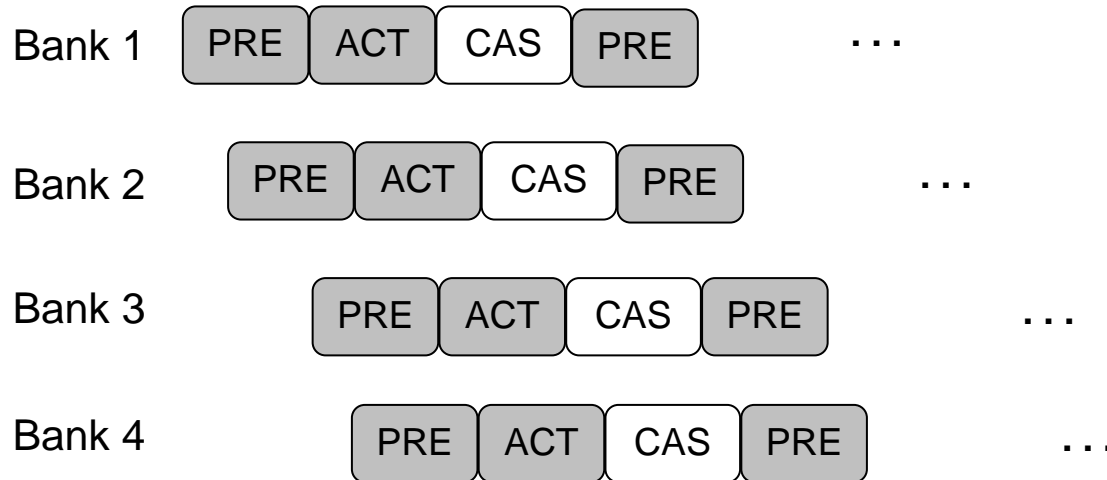 Bank 1 PRE ACT CAS PRE ...
Bank 2 PRE ACT CAS PRE ...
Bank 3 PRE ACT CAS PRE ...
Bank 4 PRE ACT CAS PRE ...